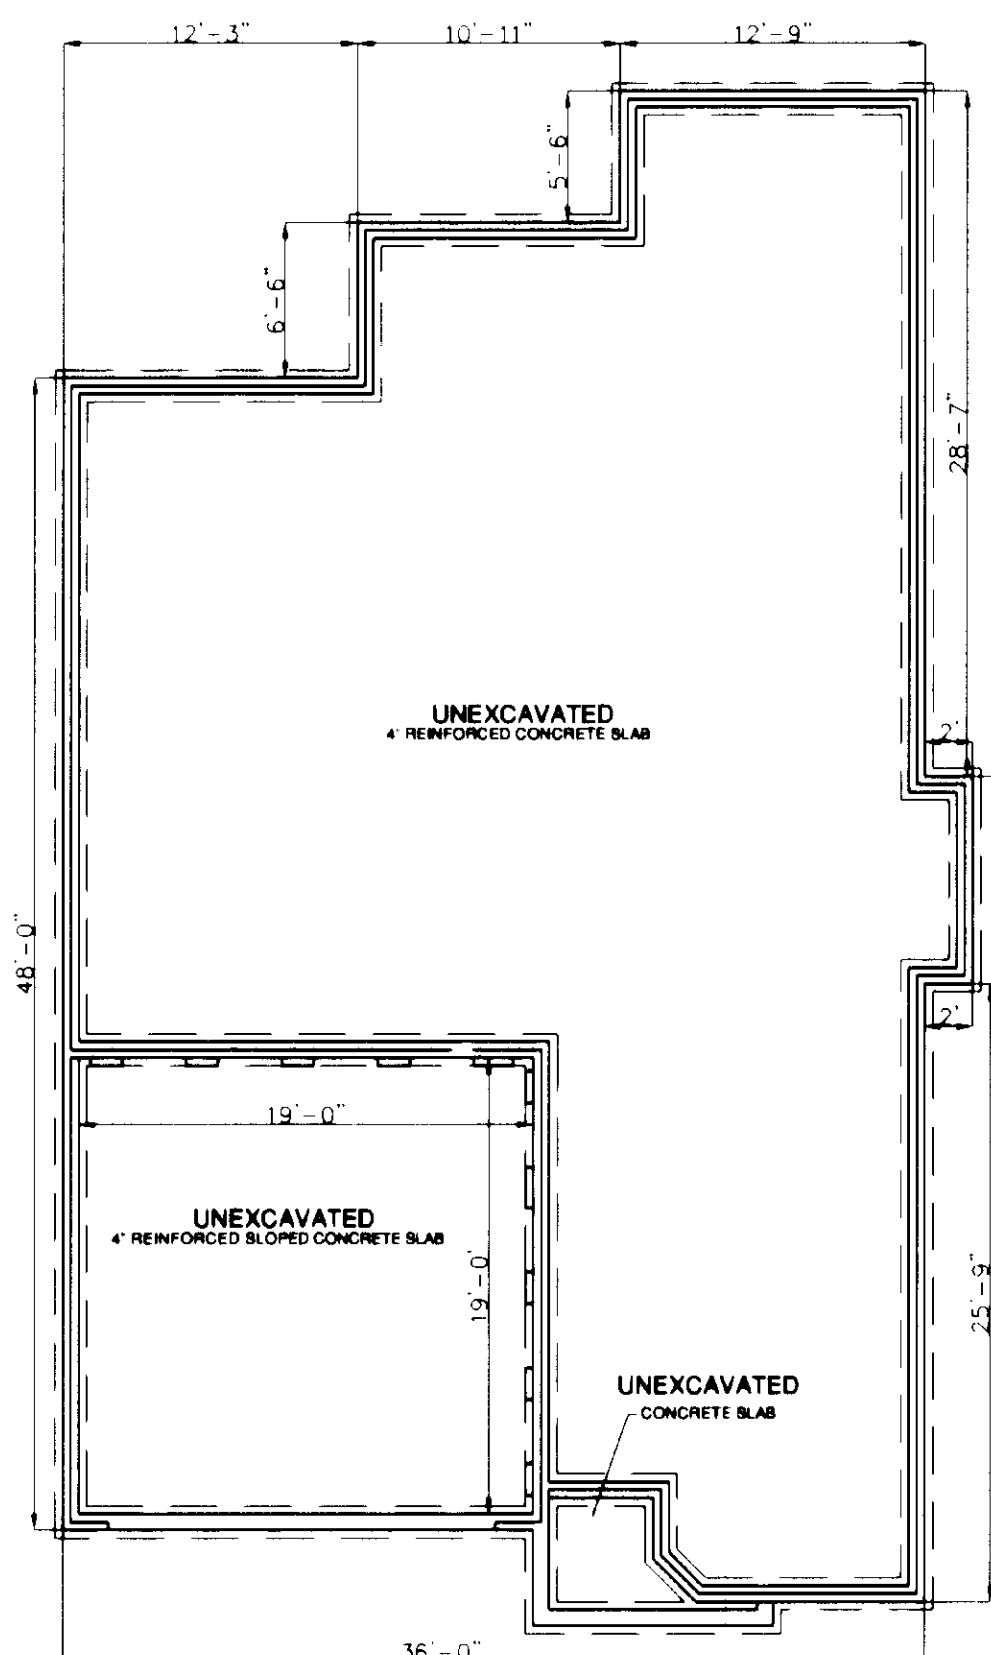 12'-3"
10'-11"
12'-9"
5'-6"
6'-6"
28'-7"
UNEXCAVATED
4" REINFORCED CONCRETE SLAB
2'
48'-0"
2'
19'-0"
UNEXCAVATED
4" REINFORCED SLOPED CONCRETE SLAB
19'-0'
25'-9"
UNEXCAVATED
CONCRETE SLAB
36'-0"